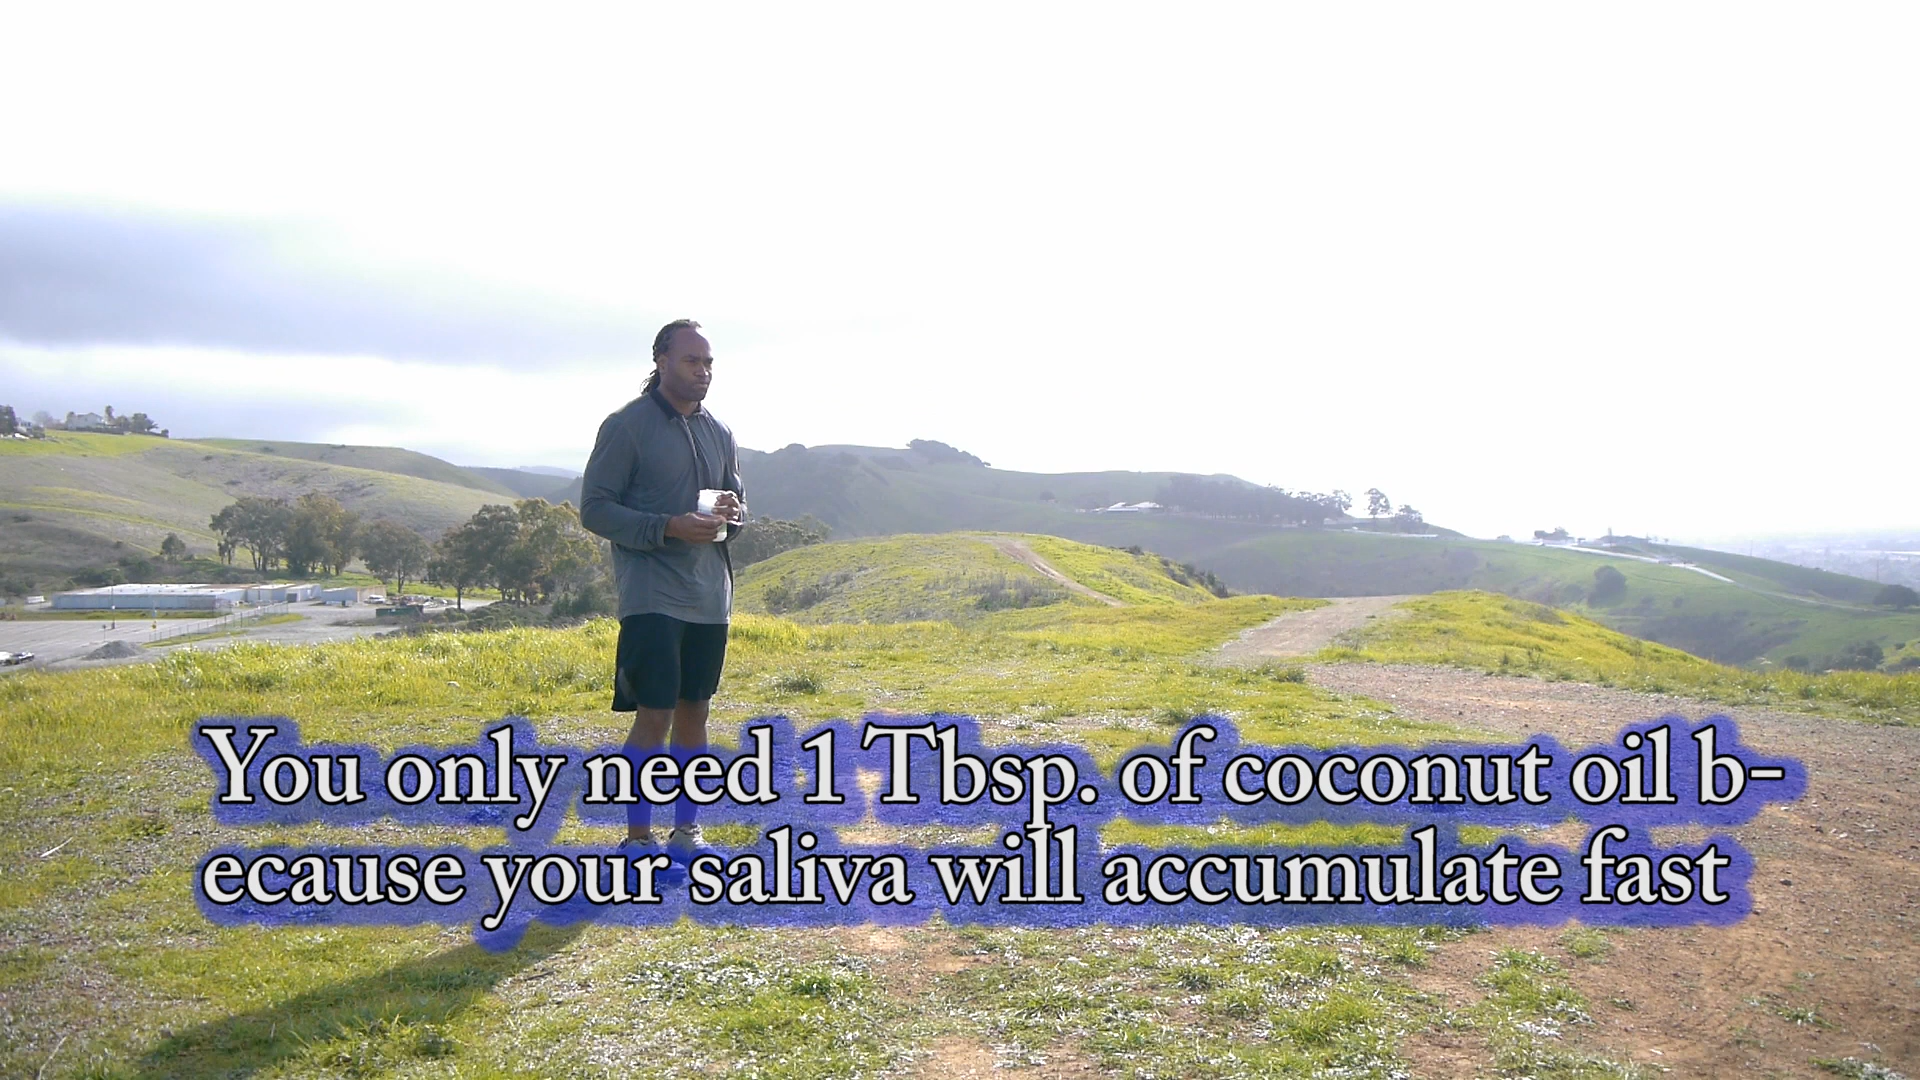 You only need 1 Tbsp. of coconut oil b-
ecause your saliva will accumulate fast